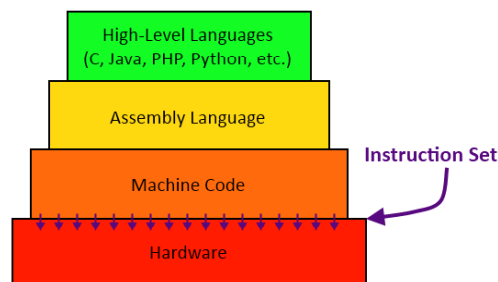 High-Level Languages
(C, Java, PHP, Python, etc.)
Assembly Language
Instruction Set
Machine Code
Hardware